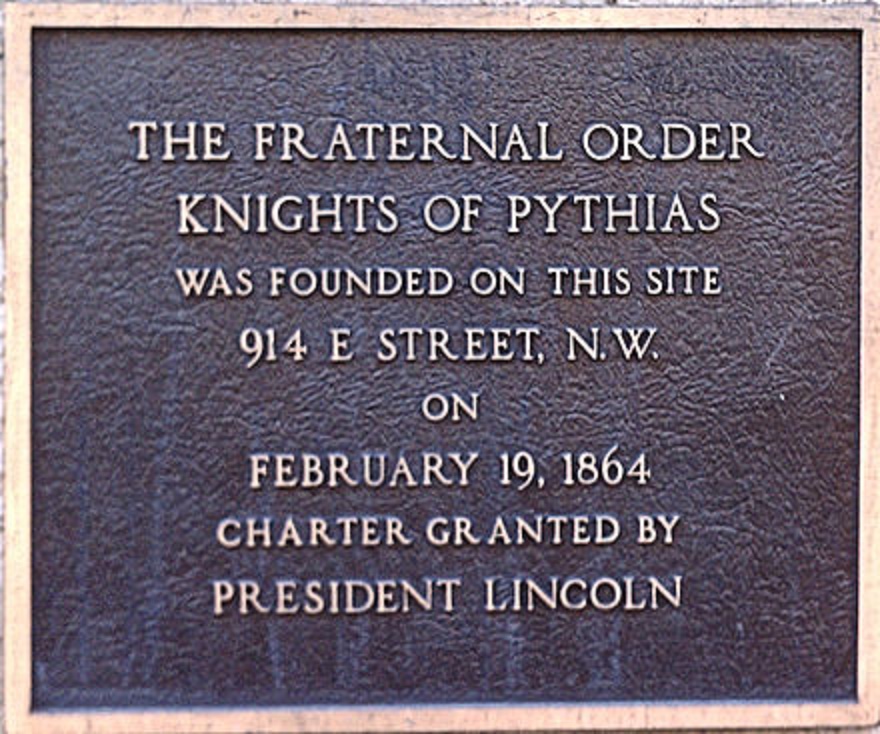 THE FRATERNAL ORDER
KNIGHTS OF PYTHIAS
WAS FOUNDED ON THIS SITE
914 E STREET, N.W.
ON
FEBRUARY 19, 1864
CHARTER GRANTED BY
PRESIDENT LINCOLN